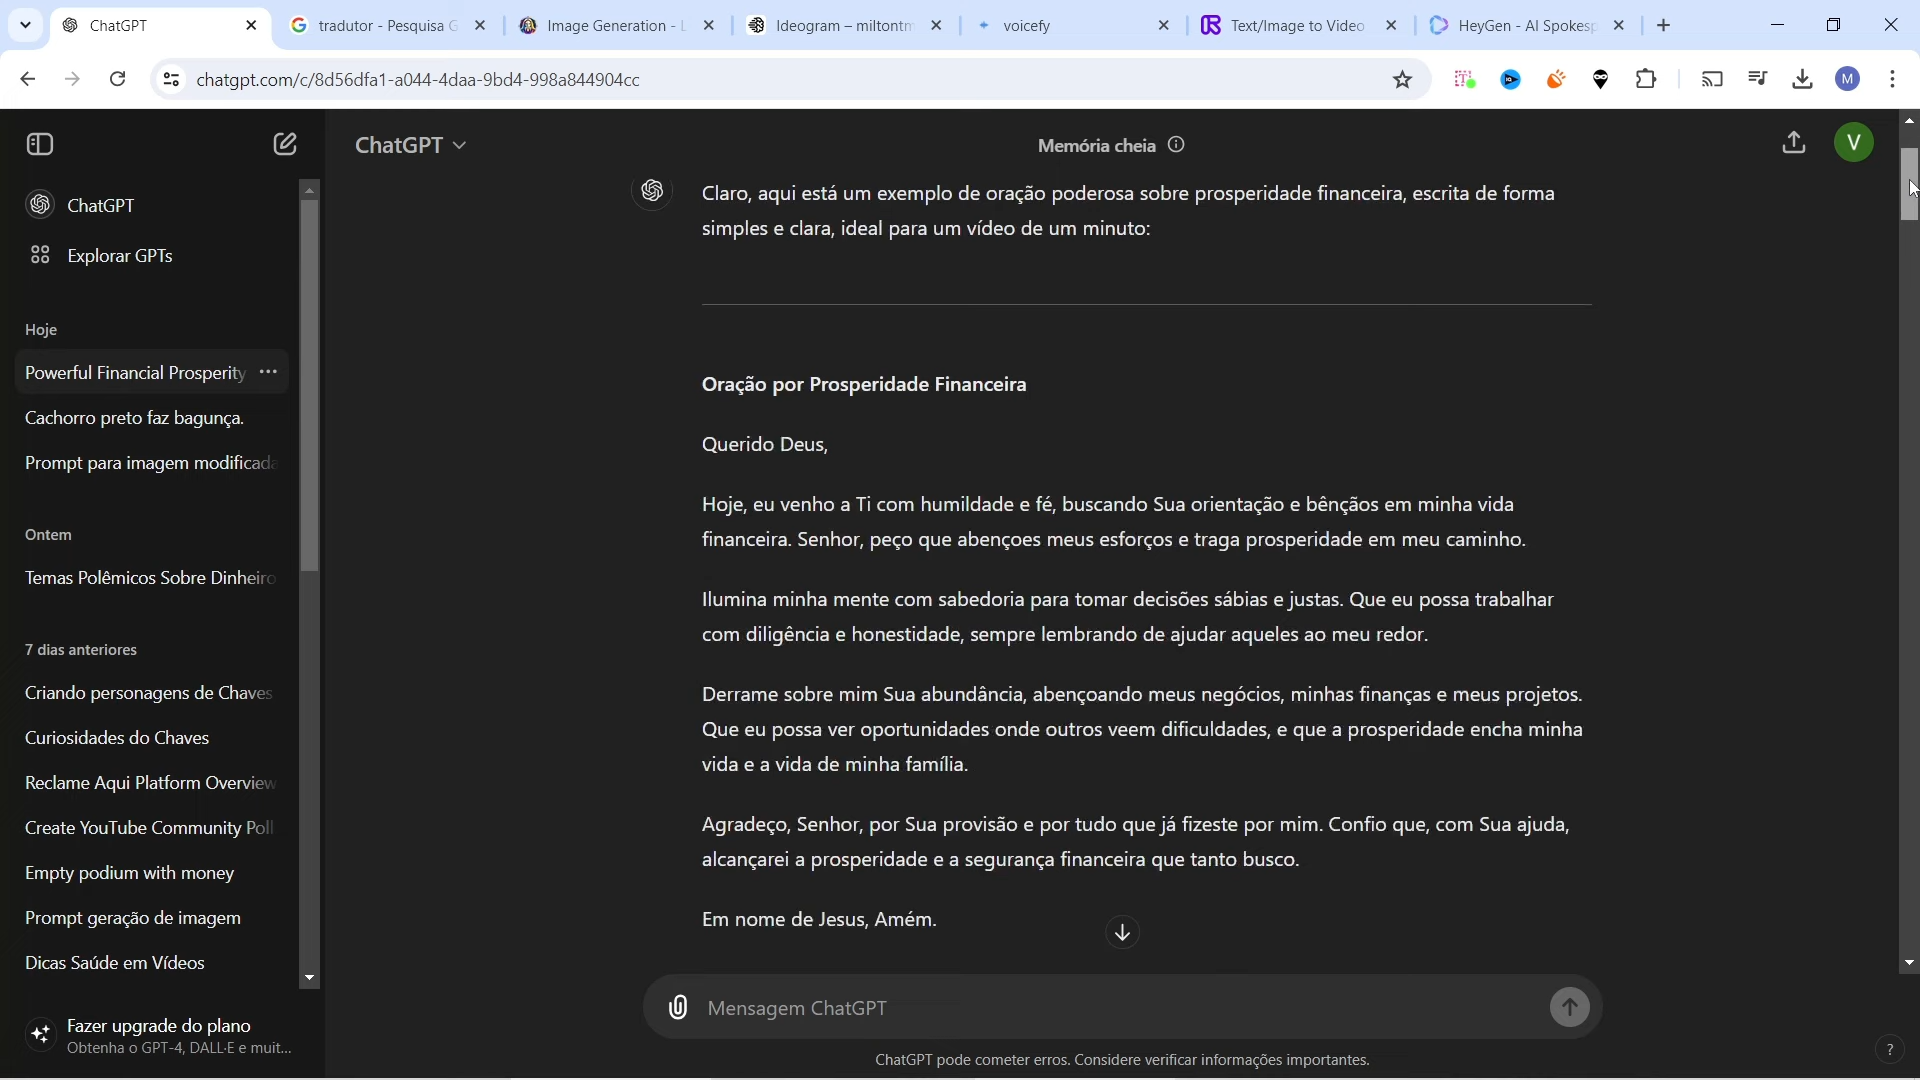 ChatGPT
tradutor - Pesquisa G
Image Generation - L
Ideogram – miltontm
voicefy
Text/Image to Video
HeyGen - AI Spokesp
chatgpt.com/c/8d56dfa1-a044-4daa-9bd4-998a844904cc
M
ChatGPT
Memória cheia
V
ChatGPT
Explorar GPTs
Hoje
Powerful Financial Prosperity
Cachorro preto faz bagunça.
Prompt para imagem modificada
Ontem
Temas Polêmicos Sobre Dinheiro
7 dias anteriores
Criando personagens de Chaves
Curiosidades do Chaves
Reclame Aqui Platform Overview
Create YouTube Community Poll
Empty podium with money
Prompt geração de imagem
Dicas Saúde em Vídeos
Fazer upgrade do plano
Obtenha o GPT-4, DALL·E e muit...
Claro, aqui está um exemplo de oração poderosa sobre prosperidade financeira, escrita de forma
simples e clara, ideal para um vídeo de um minuto:
Oração por Prosperidade Financeira
Querido Deus,
Hoje, eu venho a Ti com humildade e fé, buscando Sua orientação e bênçãos em minha vida
financeira. Senhor, peço que abençoes meus esforços e traga prosperidade em meu caminho.
Ilumina minha mente com sabedoria para tomar decisões sábias e justas. Que eu possa trabalhar
com diligência e honestidade, sempre lembrando de ajudar aqueles ao meu redor.
Derrame sobre mim Sua abundância, abençoando meus negócios, minhas finanças e meus projetos.
Que eu possa ver oportunidades onde outros veem dificuldades, e que a prosperidade encha minha
vida e a vida de minha família.
Agradeço, Senhor, por Sua provisão e por tudo que já fizeste por mim. Confio que, com Sua ajuda,
alcançarei a prosperidade e a segurança financeira que tanto busco.
Em nome de Jesus, Amém.
Mensagem ChatGPT
ChatGPT pode cometer erros. Considere verificar informações importantes.
?